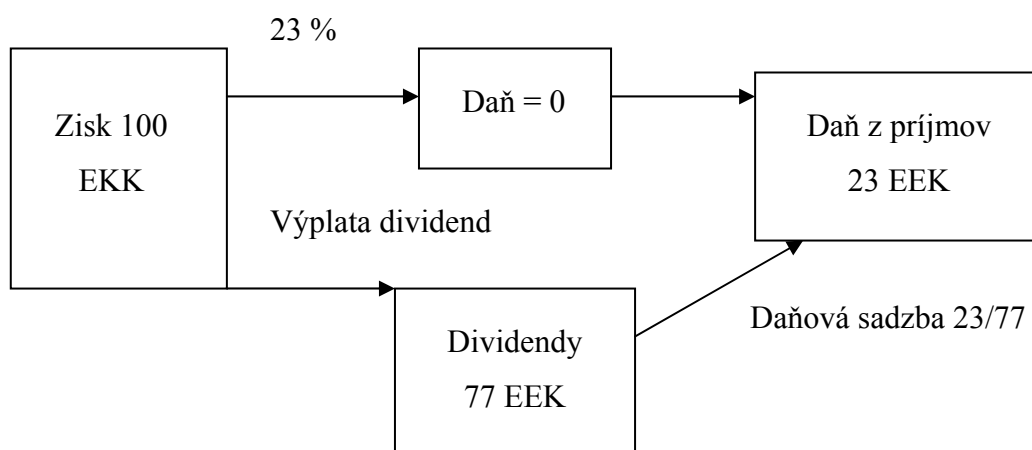 23 %
Zisk 100
EKK
Daň = 0
Daň z príjmov
23 EEK
Výplata dividend
Dividendy
77 EEK
Daňová sadzba 23/77